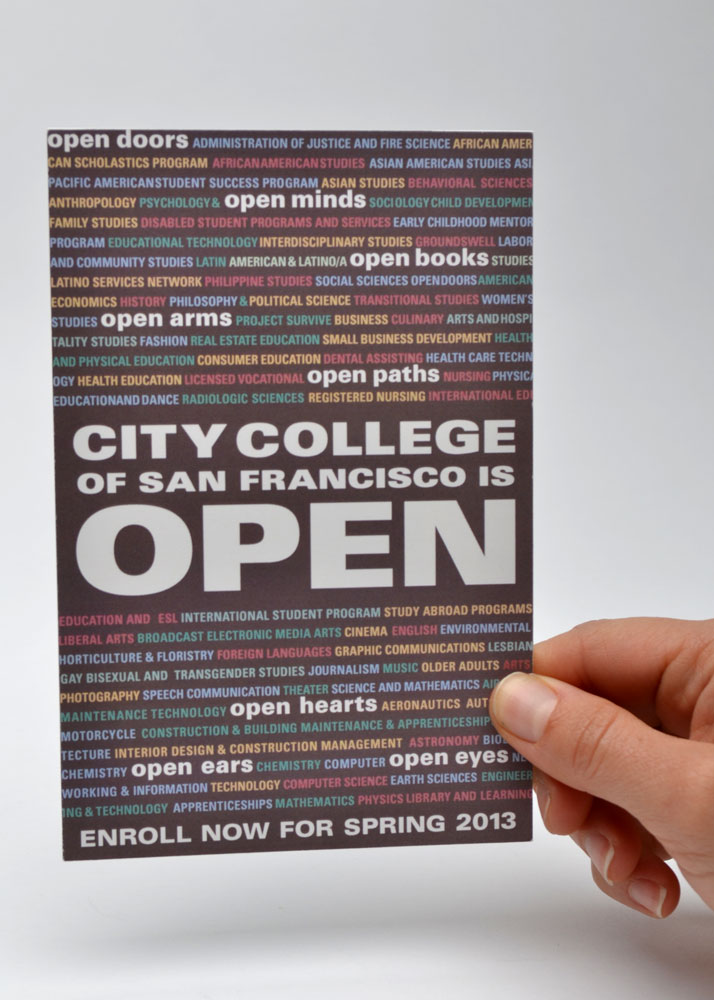 open doors ADMINISTRATION OF JUSTICE AND FIRE SCIENCE AFRICAN AMER
CAN SCHOLASTICS PROGRAM AFRICAN AMERICAN STUDIES ASIAN AMERICAN STUDIES ASI
PACIFIC AMERICAN STUDENT SUCCESS PROGRAM ASIAN STUDIES BEHAVIORAL SCIENCES
ANTHROPOLOGY PSYCHOLOGY & open minds SOCIOLOGY CHILD DEVELOPMEN
FAMILY STUDIES DISABLED STUDENT PROGRAMS AND SERVICES EARLY CHILDHOOD MENTOR
PROGRAM EDUCATIONAL TECHNOLOGY INTERDISCIPLINARY STUDIES GROUNDSWELL LABOR
AND COMMUNITY STUDIES LATIN AMERICAN & LATINO/A open books STUDIES
LATINO SERVICES NETWORK PHILIPPINE STUDIES SOCIAL SCIENCES OPENDOORS AMERICAN
ECONOMICS HISTORY PHILOSOPHY & POLITICAL SCIENCE TRANSITIONAL STUDIES WOMEN'S
STUDIES open arms PROJECT SURVIVE BUSINESS CULINARY ARTS AND HOSPI
TALITY STUDIES FASHION REAL ESTATE EDUCATION SMALL BUSINESS DEVELOPMENT HEALTH
AND PHYSICAL EDUCATION CONSUMER EDUCATION DENTAL ASSISTING HEALTH CARE TECHN
OGY HEALTH EDUCATION LICENSED VOCATIONAL open paths NURSING PHYSICA
EDUCATION AND DANCE RADIOLOGIC SCIENCES REGISTERED NURSING INTERNATIONAL EDU
CITY COLLEGE
OF SAN FRANCISCO IS
OPEN
EDUCATION AND ESL INTERNATIONAL STUDENT PROGRAM STUDY ABROAD PROGRAMS
LIBERAL ARTS BROADCAST ELECTRONIC MEDIA ARTS CINEMA ENGLISH ENVIRONMENTAL
HORTICULTURE & FLORISTRY FOREIGN LANGUAGES GRAPHIC COMMUNICATIONS LESBIAN
GAY BISEXUAL AND TRANSGENDER STUDIES JOURNALISM MUSIC OLDER ADULTS ARTS
PHOTOGRAPHY SPEECH COMMUNICATION THEATER SCIENCE AND MATHEMATICS AIR
MAINTENANCE TECHNOLOGY open hearts AERONAUTICS AUT
MOTORCYCLE CONSTRUCTION & BUILDING MAINTENANCE & APPRENTICESHIP
TECTURE INTERIOR DESIGN & CONSTRUCTION MANAGEMENT ASTRONOMY BIO
CHEMISTRY open ears CHEMISTRY COMPUTER open eyes NE
WORKING & INFORMATION TECHNOLOGY COMPUTER SCIENCE EARTH SCIENCES ENGINEER
ING & TECHNOLOGY APPRENTICESHIPS MATHEMATICS PHYSICS LIBRARY AND LEARNING
ENROLL NOW FOR SPRING 2013